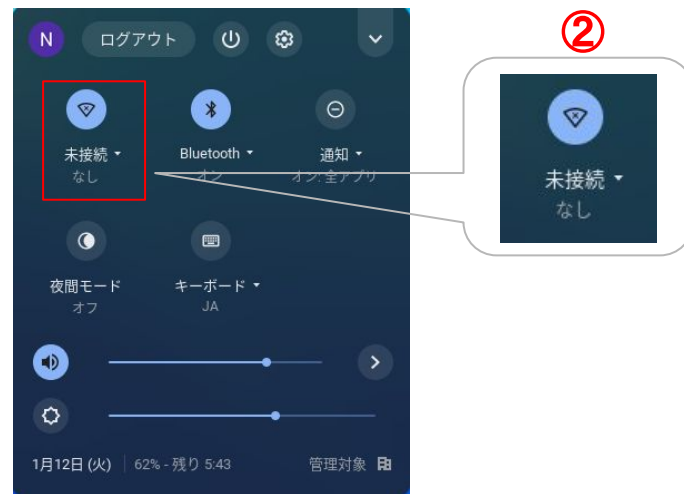 N ログアウト
②
未接続 Bluetooth 通知
なし オン オン: 全アプリ
未接続
なし
夜間モード キーボード
オフ JA
1月12日 (火) 62% - 残り 5:43 管理対象